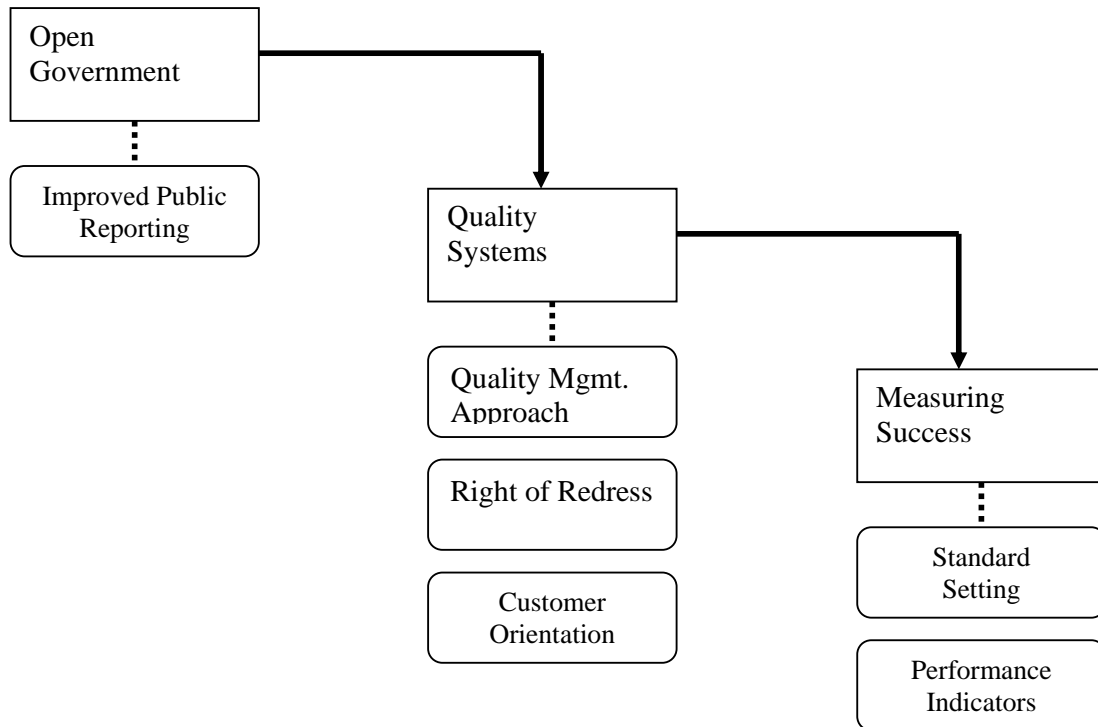 Open
Government
Improved Public
Reporting
Quality
Systems
Quality Mgmt.
Approach
Right of Redress
Customer
Orientation
Measuring
Success
Standard
Setting
Performance
Indicators